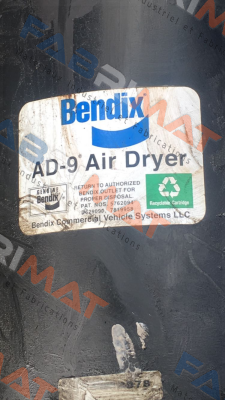 Bendix
AD-9 Air Dryer
RETURN TO AUTHORIZED
BENDIX OUTLET FOR
PROPER DISPOSAL
Bendix
Recyclable Cartridge
Bendix Commercial Vehicle Systems LLC
FABRIMAT